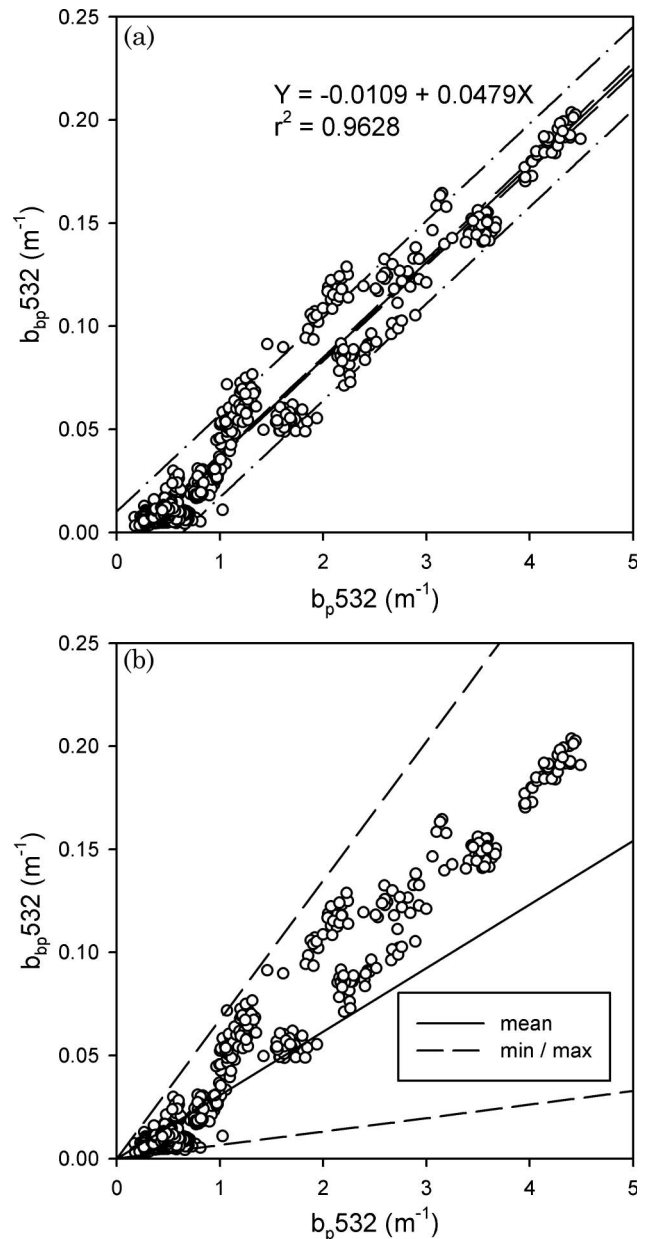 (a)
Y = -0.0109 + 0.0479X
r² = 0.9628
0.25
0.20
0.15
0.10
0.05
0.00
b_bp532 (m⁻¹)
0 1 2 3 4 5
b_p532 (m⁻¹)
(b)
0.25
0.20
0.15
0.10
0.05
0.00
b_bp532 (m⁻¹)
mean
min / max
0 1 2 3 4 5
b_p532 (m⁻¹)